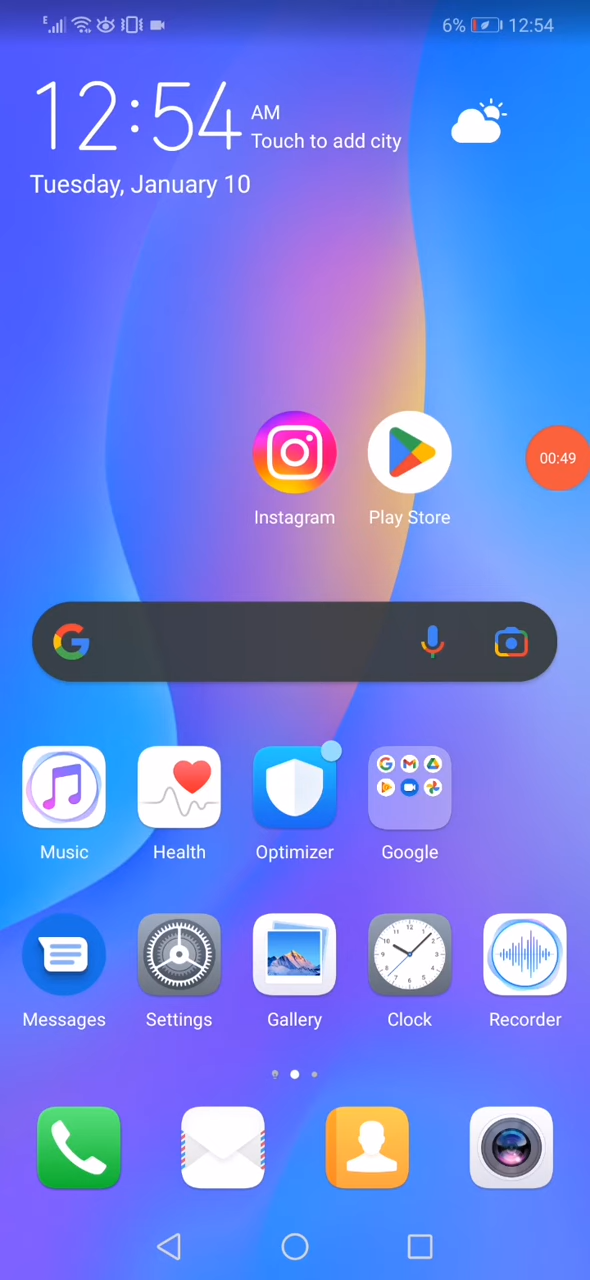 E 6% 12:54
12:54 AM
Touch to add city
Tuesday, January 10
00:49
Instagram Play Store
Music Health Optimizer Google
Messages Settings Gallery Clock Recorder